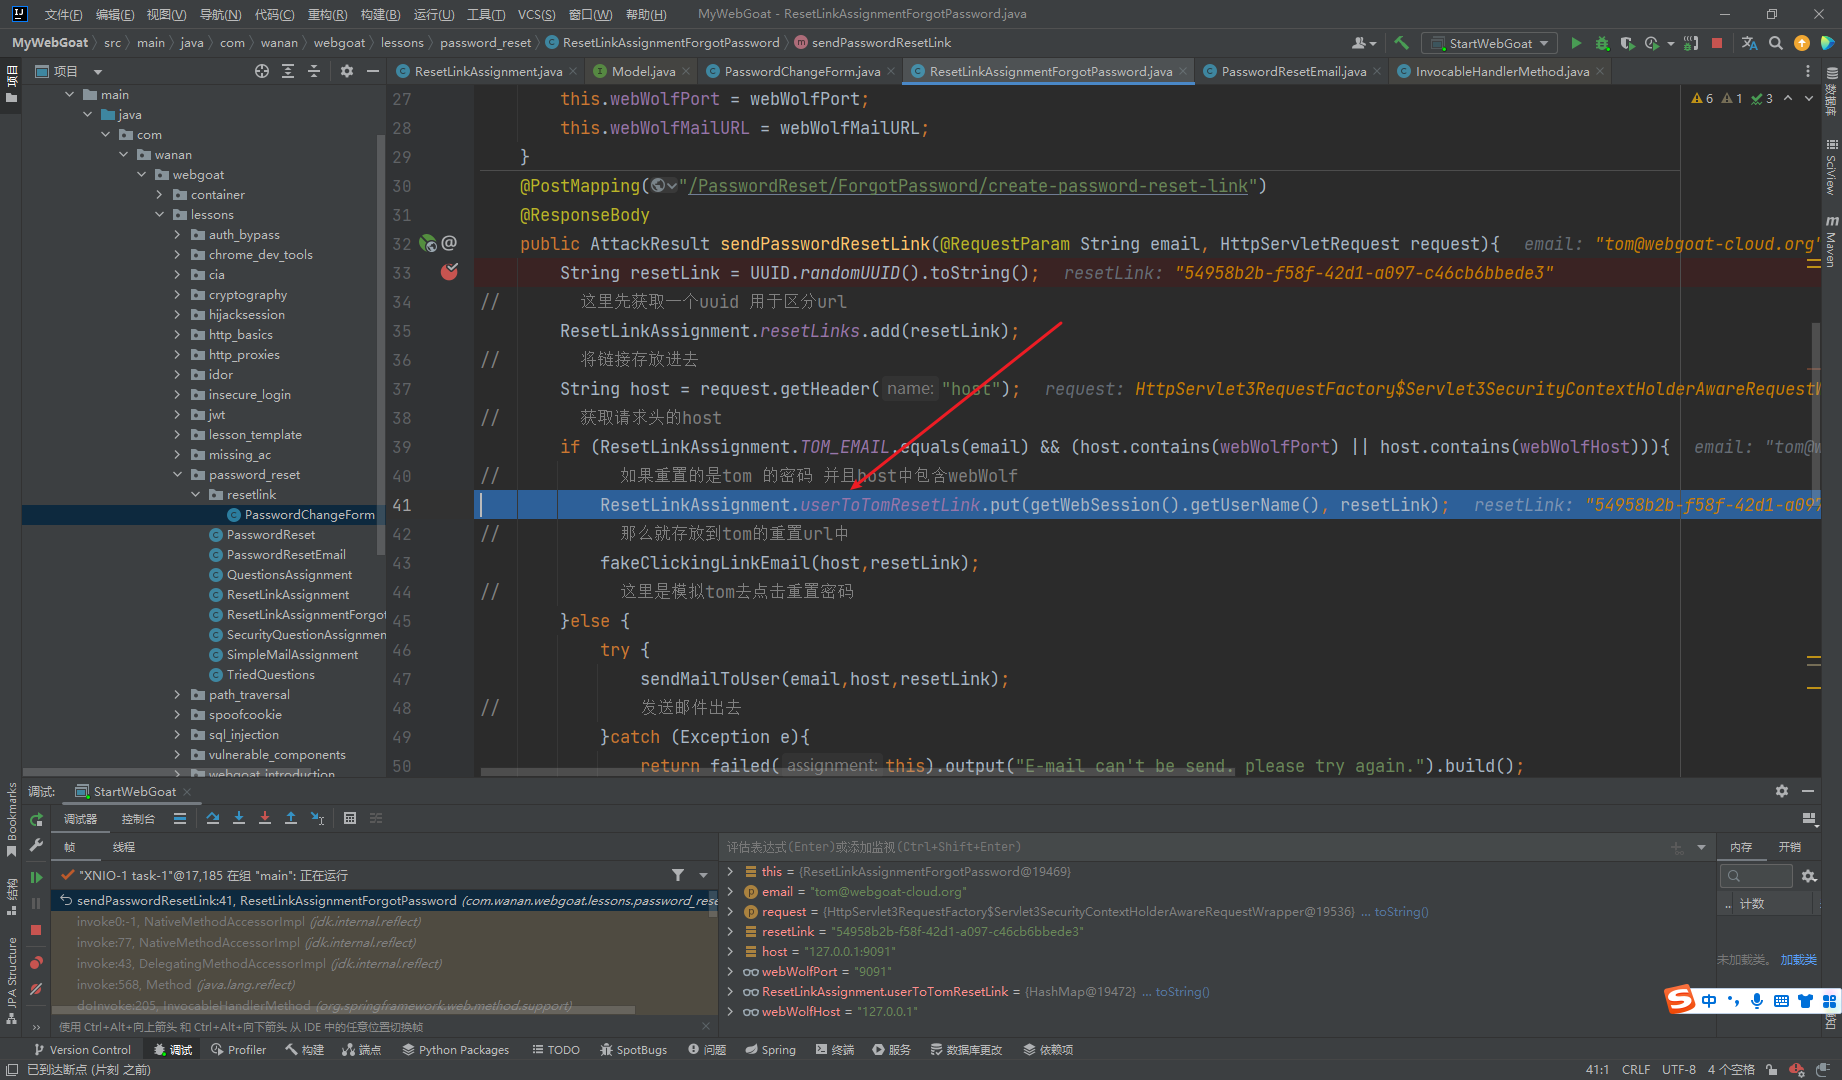 文件(F) 编辑(E) 视图(V) 导航(N) 代码(C) 重构(R) 构建(B) 运行(U) 工具(T) VCS(S) 窗口(W) 帮助(H) MyWebGoat - ResetLinkAssignmentForgotPassword.java
MyWebGoat src main java com wanan webgoat lessons password_reset ResetLinkAssignmentForgotPassword sendPasswordResetLink StartWebGoat
项目 ResetLinkAssignment.java Model.java PasswordChangeForm.java ResetLinkAssignmentForgotPassword.java PasswordResetEmail.java InvocableHandlerMethod.java
项目
main
java
com
wanan
webgoat
container
lessons
auth_bypass
chrome_dev_tools
cia
cryptography
hijacksession
http_basics
http_proxies
idor
insecure_login
jwt
lesson_template
missing_ac
password_reset
resetlink
PasswordChangeForm
PasswordReset
PasswordResetEmail
QuestionsAssignment
ResetLinkAssignment
ResetLinkAssignmentForgot
SecurityQuestionAssignmen
SimpleMailAssignment
TriedQuestions
path_traversal
spoofcookie
sql_injection
vulnerable_components
webgoat_introduction
6 1 3
27 this.webWolfPort = webWolfPort;
28 this.webWolfMailURL = webWolfMailURL;
29 }
30 @PostMapping("/PasswordReset/ForgotPassword/create-password-reset-link")
31 @ResponseBody
32 @ public AttackResult sendPasswordResetLink(@RequestParam String email, HttpServletRequest request){ email: "tom@webgoat-cloud.org"
33 String resetLink = UUID.randomUUID().toString(); resetLink: "54958b2b-f58f-42d1-a097-c46cb6bbede3"
34 // 这里先获取一个uuid 用于区分url
35 ResetLinkAssignment.resetLinks.add(resetLink);
36 // 将链接存放进去
37 String host = request.getHeader( name: "host"); request: HttpServlet3RequestFactory$Servlet3SecurityContextHolderAwareRequestW
38 // 获取请求头的host
39 if (ResetLinkAssignment.TOM_EMAIL.equals(email) && (host.contains(webWolfPort) || host.contains(webWolfHost))){ email: "tom@w
40 // 如果重置的是tom 的密码 并且host中包含webWolf
41 ResetLinkAssignment.userToTomResetLink.put(getWebSession().getUserName(), resetLink); resetLink: "54958b2b-f58f-42d1-a097
42 // 那么就存放到tom的重置url中
43 fakeClickingLinkEmail(host,resetLink);
44 // 这里是模拟tom去点击重置密码
45 }else {
46 try {
47 sendMailToUser(email,host,resetLink);
48 // 发送邮件出去
49 }catch (Exception e){
50 return failed( assignment: this).output("E-mail can't be send. please try again.").build();
数据库
SciView
m Maven
Bookmarks
结构
JPA Structure
调试: StartWebGoat
调试器 控制台
帧 线程
"XNIO-1 task-1"@17,185 在组 "main": 正在运行
sendPasswordResetLink:41, ResetLinkAssignmentForgotPassword (com.wanan.webgoat.lessons.password_rese
invoke0:-1, NativeMethodAccessorImpl (jdk.internal.reflect)
invoke:77, NativeMethodAccessorImpl (jdk.internal.reflect)
invoke:43, DelegatingMethodAccessorImpl (jdk.internal.reflect)
invoke:568, Method (java.lang.reflect)
doInvoke:205, InvocableHandlerMethod (org.springframework.web.method.support)
使用 Ctrl+Alt+向上箭头 和 Ctrl+Alt+向下箭头 从 IDE 中的任意位置切换帧
评估表达式(Enter)或添加监视(Ctrl+Shift+Enter)
this = {ResetLinkAssignmentForgotPassword@19469}
email = "tom@webgoat-cloud.org"
request = {HttpServlet3RequestFactory$Servlet3SecurityContextHolderAwareRequestWrapper@19536} ... toString()
resetLink = "54958b2b-f58f-42d1-a097-c46cb6bbede3"
host = "127.0.0.1:9091"
webWolfPort = "9091"
ResetLinkAssignment.userToTomResetLink = {HashMap@19472} ... toString()
webWolfHost = "127.0.0.1"
内存 开销
.. 计数
未加载类。 加载类
S 中
Version Control 调试 Profiler 构建 端点 Python Packages TODO SpotBugs 问题 Spring 终端 服务 数据库更改 依赖项
已到达断点 (片刻 之前) 41:1 CRLF UTF-8 4 个空格